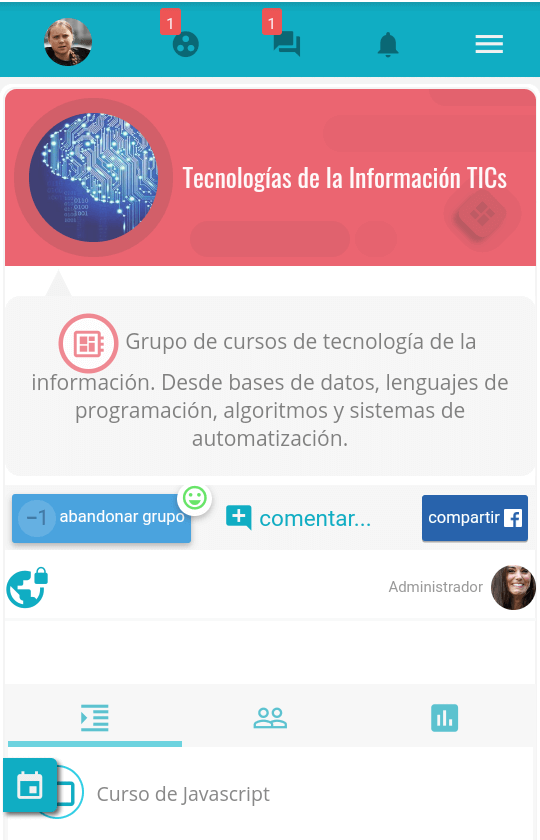 1
1
Tecnologías de la Información TICs
Grupo de cursos de tecnología de la
información. Desde bases de datos, lenguajes de
programación, algoritmos y sistemas de
automatización.
−1 abandonar grupo
comentar...
compartir
Administrador
Curso de Javascript